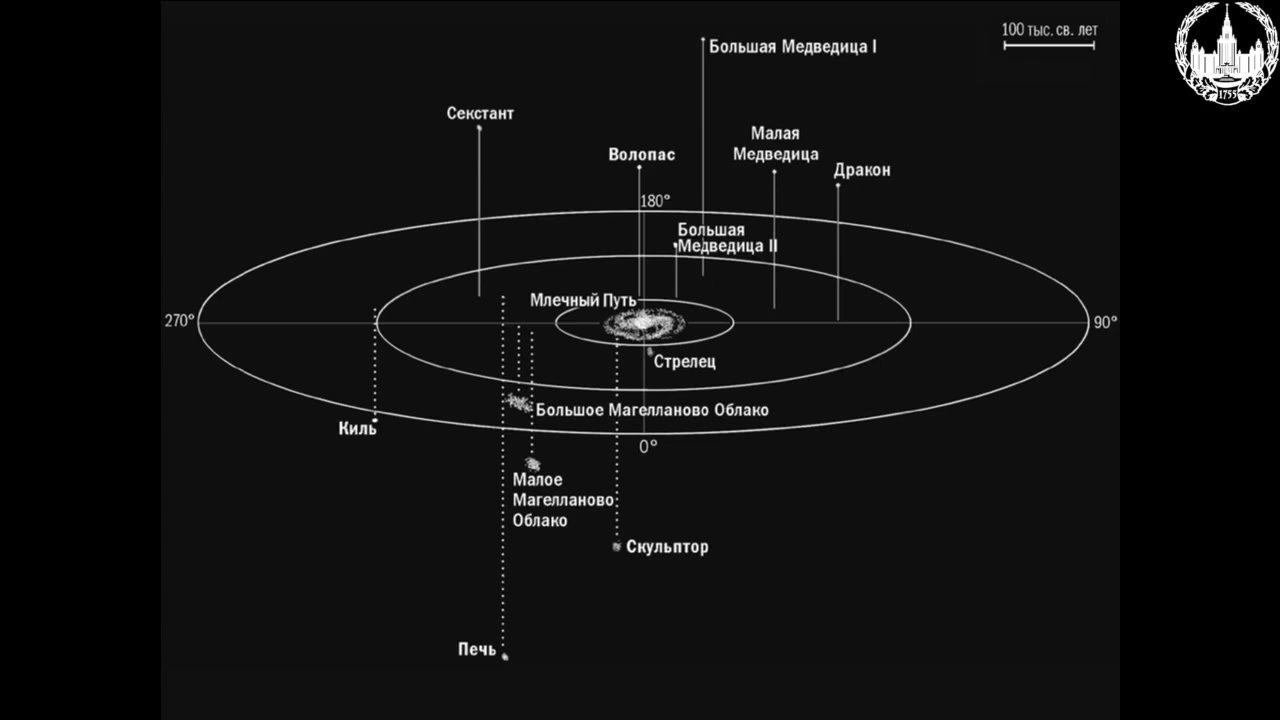 100 тыс. св. лет
Большая Медведица I
Секстант
Малая
Медведица
Волопас
Дракон
180°
Большая
Медведица II
Млечный Путь
270°
90°
Стрелец
Большое Магелланово Облако
Киль
0°
Малое
Магелланово
Облако
Скульптор
Печь
1755